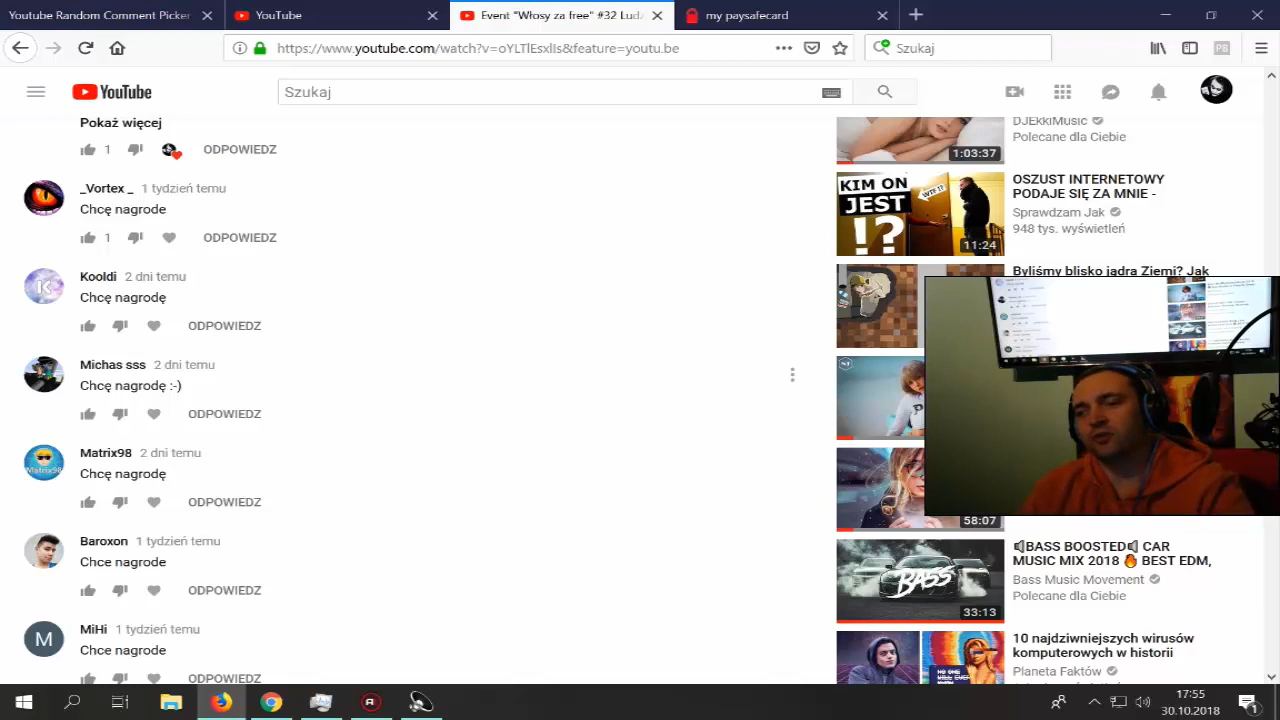 Youtube Random Comment Picker
YouTube
Event "Włosy za free" #32 Lud
my paysafecard
https://www.youtube.com/watch?v=oYLTlEsxlIs&feature=youtu.be
Szukaj
YouTube
Szukaj
Pokaż więcej
1
ODPOWIEDZ
_Vortex _ 1 tydzień temu
Chcę nagrode
1
ODPOWIEDZ
Kooldi 2 dni temu
Chcę nagrodę
ODPOWIEDZ
Michas sss 2 dni temu
Chcę nagrodę :-)
ODPOWIEDZ
Matrix98 2 dni temu
Chcę nagrodę
ODPOWIEDZ
Baroxon 1 tydzień temu
Chce nagrode
ODPOWIEDZ
M
MiHi 1 tydzień temu
Chce nagrode
ODPOWIEDZ
DJEkkiMusic
Polecane dla Ciebie
1:03:37
KIM ON
JEST
!?
WTF!?
11:24
OSZUST INTERNETOWY
PODAJE SIĘ ZA MNIE -
Sprawdzam Jak
948 tys. wyświetleń
Byliśmy blisko jądra Ziemi? Jak
58:07
BASS
33:13
BASS BOOSTED CAR
MUSIC MIX 2018 BEST EDM,
Bass Music Movement
Polecane dla Ciebie
10 najdziwniejszych wirusów
komputerowych w historii
Planeta Faktów
17:55
30.10.2018
1